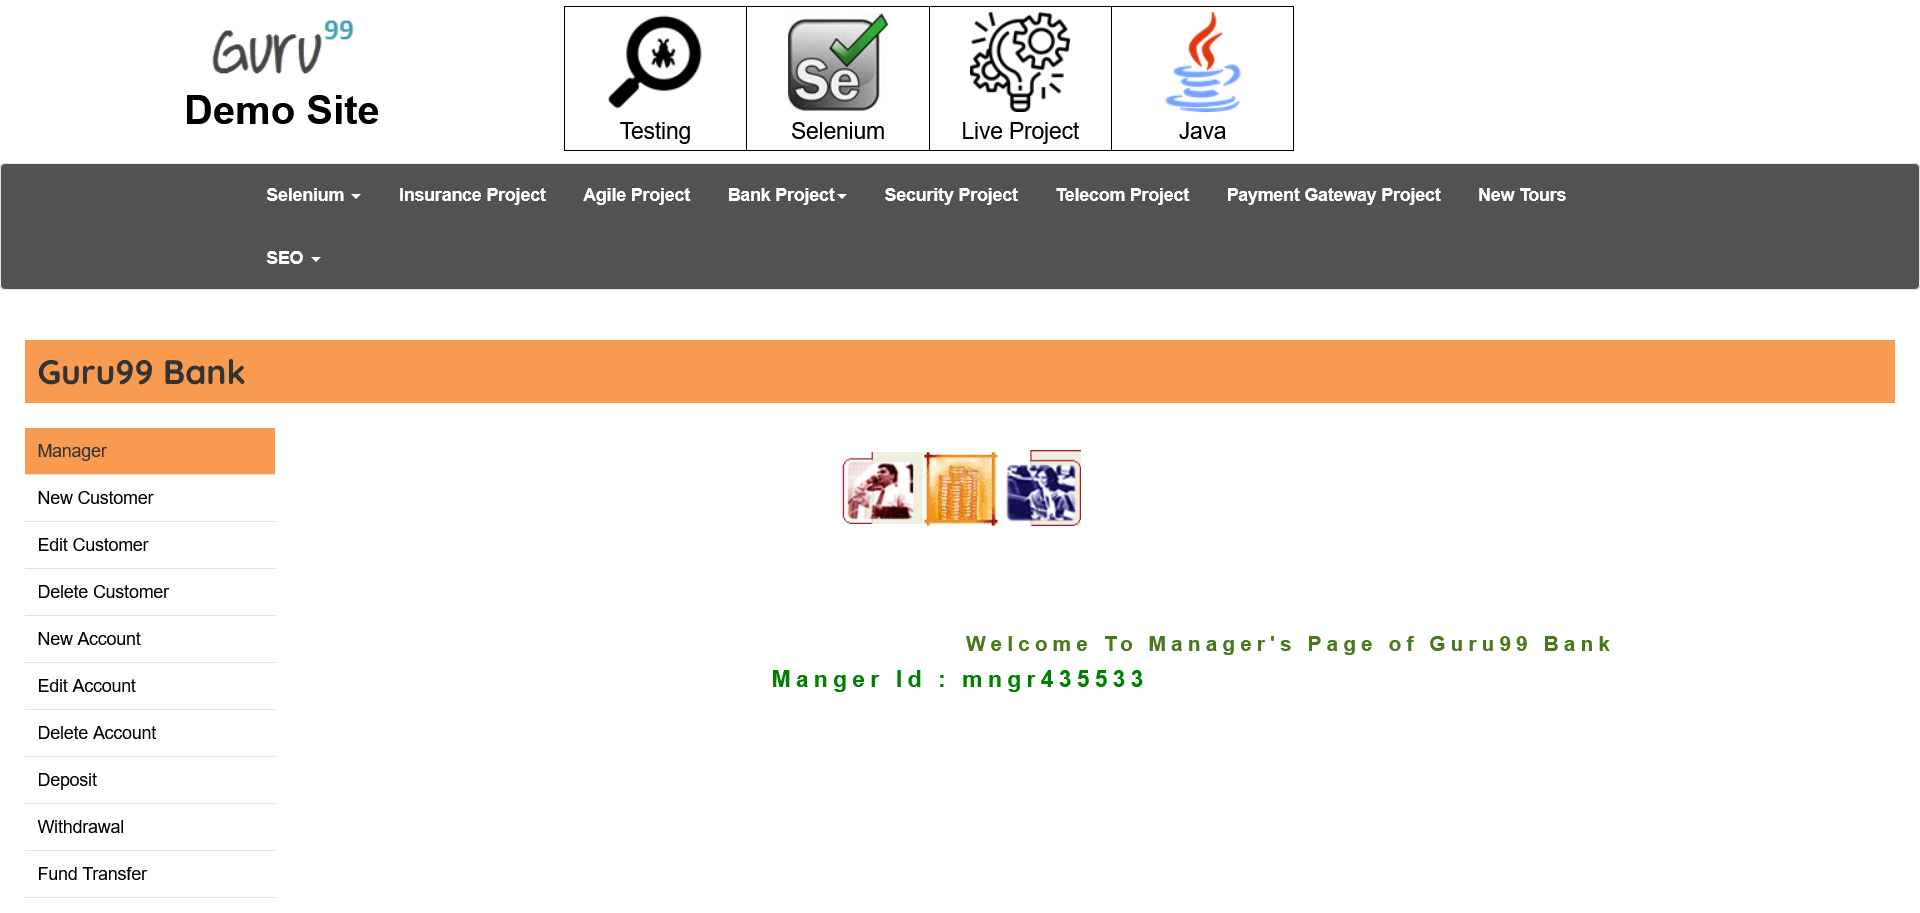 Guru99
Demo Site
Testing
Se
Selenium
Live Project
Java
Selenium
Insurance Project
Agile Project
Bank Project
Security Project
Telecom Project
Payment Gateway Project
New Tours
SEO
Guru99 Bank
Manager
New Customer
Edit Customer
Delete Customer
New Account
Edit Account
Delete Account
Deposit
Withdrawal
Fund Transfer
Welcome To Manager's Page of Guru99 Bank
Manger Id : mngr435533